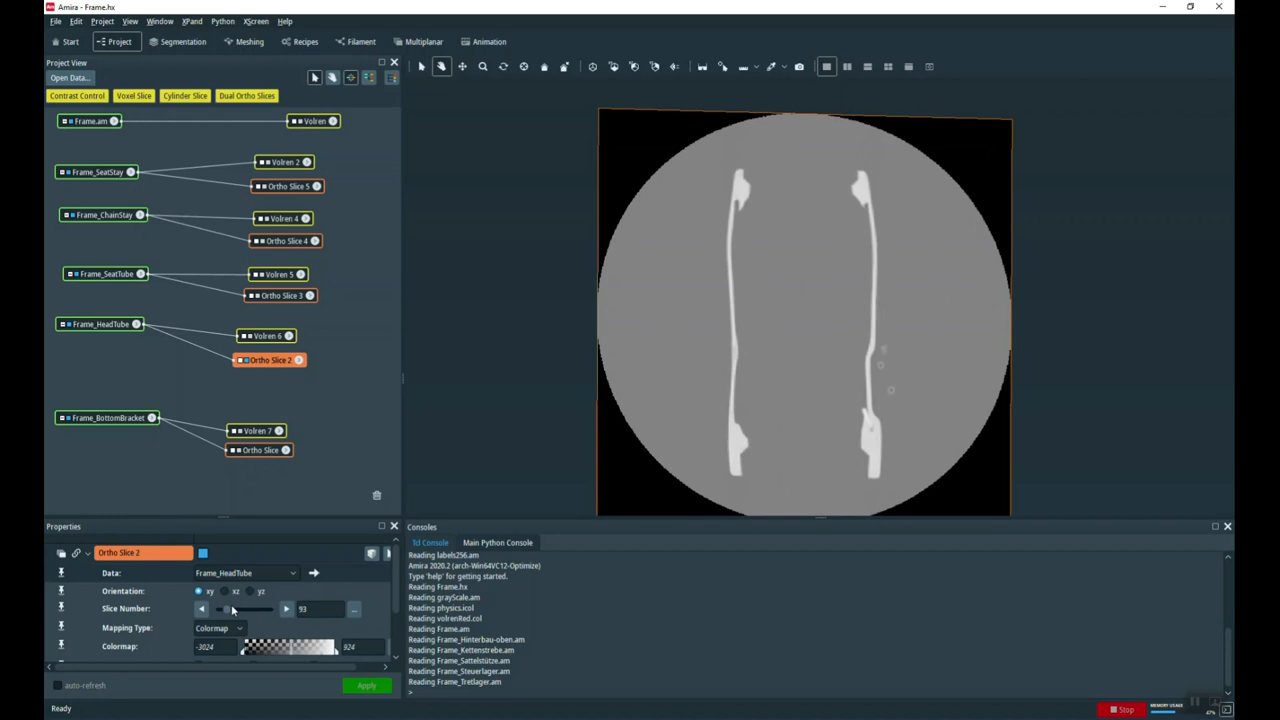 Amira - Frame.hx
File Edit Project View Window XPand XScreen Python Help
Start Project Segmentation Meshing Recipes Filament Multiplanar Animation
Project View
Open Data...
Contrast Control Voxel Slice Cylinder Slice Dual Ortho Slices
Frame.am Volren
Volren 2
Frame_SeatStay
Ortho Slice 5
Frame_ChainStay Volren 4
Ortho Slice 4
Frame_SeatTube Volren 5
Ortho Slice 3
Frame_HeadTube
Volren 6
Ortho Slice 2
Frame_BottomBracket
Volren 7
Ortho Slice
Properties
Ortho Slice 2
Data: Frame_HeadTube
Orientation: xy xz yz
Slice Number: 93 ...
Mapping Type: Colormap
Colormap: -3024 924
auto-refresh Apply
Consoles
Tcl Console Main Python Console
Reading labels256.am
Amira 2020.2 (arch-Win64VC12-Optimize)
Type 'help' for getting started.
Reading Frame.hx
Reading grayScale.am
Reading physics.icol
Reading volrenRed.col
Reading Frame.am
Reading Frame_Hinterbau-oben.am
Reading Frame_Kettenstrebe.am
Reading Frame_Sattelstütze.am
Reading Frame_Steuerlager.am
Reading Frame_Tretlager.am
>
Ready Stop MEMORY USAGE 47%